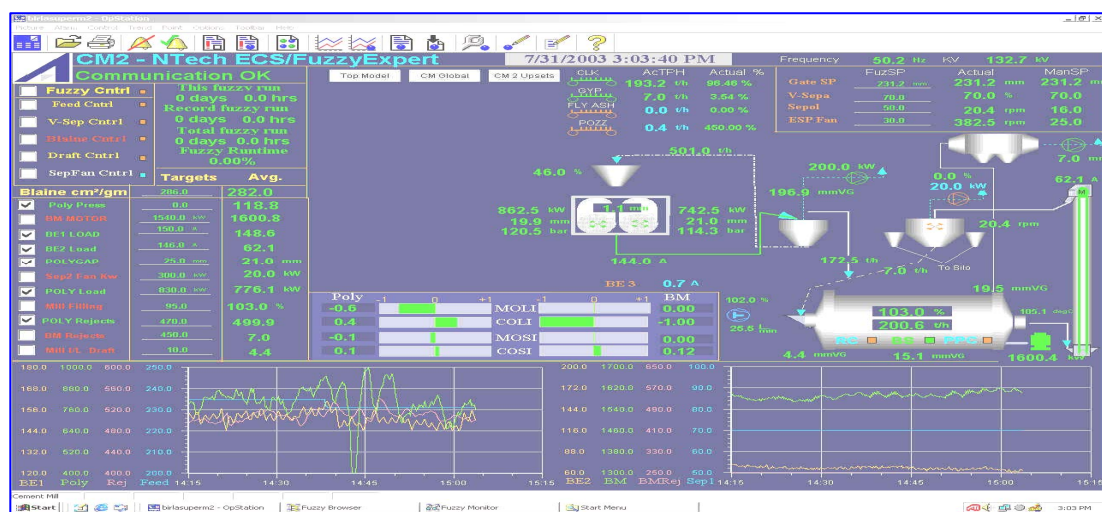 birlasuperm2 - OpStation
Picture Menu Control Trend Point Options Toolbar Help
CM2 - NTech ECS/FuzzyExpert
7/31/2003 3:03:40 PM
Frequency 50.2 Hz KV 132.7 kV
Communication OK
Top Model CM Global CM 2 Upsets
CLK AcTPH Actual %
193.2 t/h 96.46 %
GYP 7.0 t/h 3.54 %
FLY ASH 0.0 t/h 0.00 %
POZZ 0.4 t/h 450.00 %
FuzSP Actual ManSP
Gate SP 231.2 mm 231.2 mm 231.2 m
V-Sepa 70.0 70.0 % 70.0
Sepol 50.0 20.4 rpm 16.0
ESP Fan 30.0 382.5 rpm 25.0
Fuzzy Cntrl
Feed Cntrl
V-Sep Cntrl
Blaine Cntrl
Draft Cntrl
SepFan Cntrl
This fuzzy run
0 days 0.0 hrs
Record fuzzy run
0 days 0.0 hrs
Total fuzzy run
0 days 0.0 hrs
Fuzzy Runtime
0.00%
Targets Avg.
Blaine cm²/gm 286.0 282.0
Poly Press 0.0 118.8
BM MOTOR 1540.0 kW 1600.8
BE1 LOAD 150.0 A 148.6
BE2 Load 146.0 A 62.1
POLYGAP 25.0 mm 21.0 mm
Sep2 Fan Kw 300.0 kW 20.0 kW
POLY Load 830.0 kW 776.1 kW
Mill Filling 95.0 103.0 %
POLY Rejects 470.0 499.9
BM Rejects 450.0 7.0
Mill I/L Draft 10.0 4.4
501.0 t/h
46.0 %
862.5 kW
19.9 mm
120.5 bar
1.1 mm
742.5 kW
21.0 mm
114.3 bar
144.0 A
200.0 kW
196.9 mmVG
0.0 %
20.0 kW
7.0 m
62.1 A
M
20.4 rpm
172.5 t/h
7.0 t/h
To Silo
BE 3 0.7 A
19.5 mmVG
102.0 %
103.0 %
200.6 t/h
4.4 mmVG
15.1 mmVG
1600.4 kW
Poly -1 0 +1 -1 0 +1 BM
-0.6 MOLI 0.00
0.4 COLI -1.00
-0.1 MOSI 0.00
0.1 COSI 0.12
180.0 1000.0 600.0 250.0
168.0 880.0 560.0 240.0
156.0 760.0 520.0 230.0
144.0 640.0 480.0 220.0
132.0 520.0 440.0 210.0
120.0 400.0 400.0 200.0
BE1 Poly Rej Feed 14:15 14:30 14:45 15:00 15:15
200.0 1700.0 650.0 100.0
172.0 1620.0 570.0 90.0
144.0 1540.0 490.0 80.0
116.0 1460.0 410.0 70.0
88.0 1380.0 330.0 60.0
60.0 1300.0 250.0 50.0
BE2 BM BMRej Sep1 14:15 14:30 14:45 15:00 15:15
Cement Mill
Start birlasuperm2 - OpStation Fuzzy Browser Fuzzy Monitor Start Menu 3:03 PM